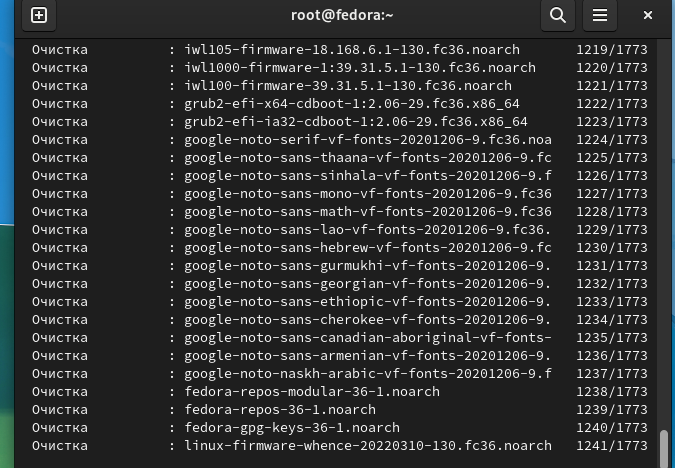 root@fedora:~
Очистка : iwl105-firmware-18.168.6.1-130.fc36.noarch 1219/1773
Очистка : iwl1000-firmware-1:39.31.5.1-130.fc36.noarch 1220/1773
Очистка : iwl100-firmware-39.31.5.1-130.fc36.noarch 1221/1773
Очистка : grub2-efi-x64-cdboot-1:2.06-29.fc36.x86_64 1222/1773
Очистка : grub2-efi-ia32-cdboot-1:2.06-29.fc36.x86_64 1223/1773
Очистка : google-noto-serif-vf-fonts-20201206-9.fc36.noa 1224/1773
Очистка : google-noto-sans-thaana-vf-fonts-20201206-9.fc 1225/1773
Очистка : google-noto-sans-sinhala-vf-fonts-20201206-9.f 1226/1773
Очистка : google-noto-sans-mono-vf-fonts-20201206-9.fc36 1227/1773
Очистка : google-noto-sans-math-vf-fonts-20201206-9.fc36 1228/1773
Очистка : google-noto-sans-lao-vf-fonts-20201206-9.fc36. 1229/1773
Очистка : google-noto-sans-hebrew-vf-fonts-20201206-9.fc 1230/1773
Очистка : google-noto-sans-gurmukhi-vf-fonts-20201206-9. 1231/1773
Очистка : google-noto-sans-georgian-vf-fonts-20201206-9. 1232/1773
Очистка : google-noto-sans-ethiopic-vf-fonts-20201206-9. 1233/1773
Очистка : google-noto-sans-cherokee-vf-fonts-20201206-9. 1234/1773
Очистка : google-noto-sans-canadian-aboriginal-vf-fonts- 1235/1773
Очистка : google-noto-sans-armenian-vf-fonts-20201206-9. 1236/1773
Очистка : google-noto-naskh-arabic-vf-fonts-20201206-9.f 1237/1773
Очистка : fedora-repos-modular-36-1.noarch 1238/1773
Очистка : fedora-repos-36-1.noarch 1239/1773
Очистка : fedora-gpg-keys-36-1.noarch 1240/1773
Очистка : linux-firmware-whence-20220310-130.fc36.noarch 1241/1773